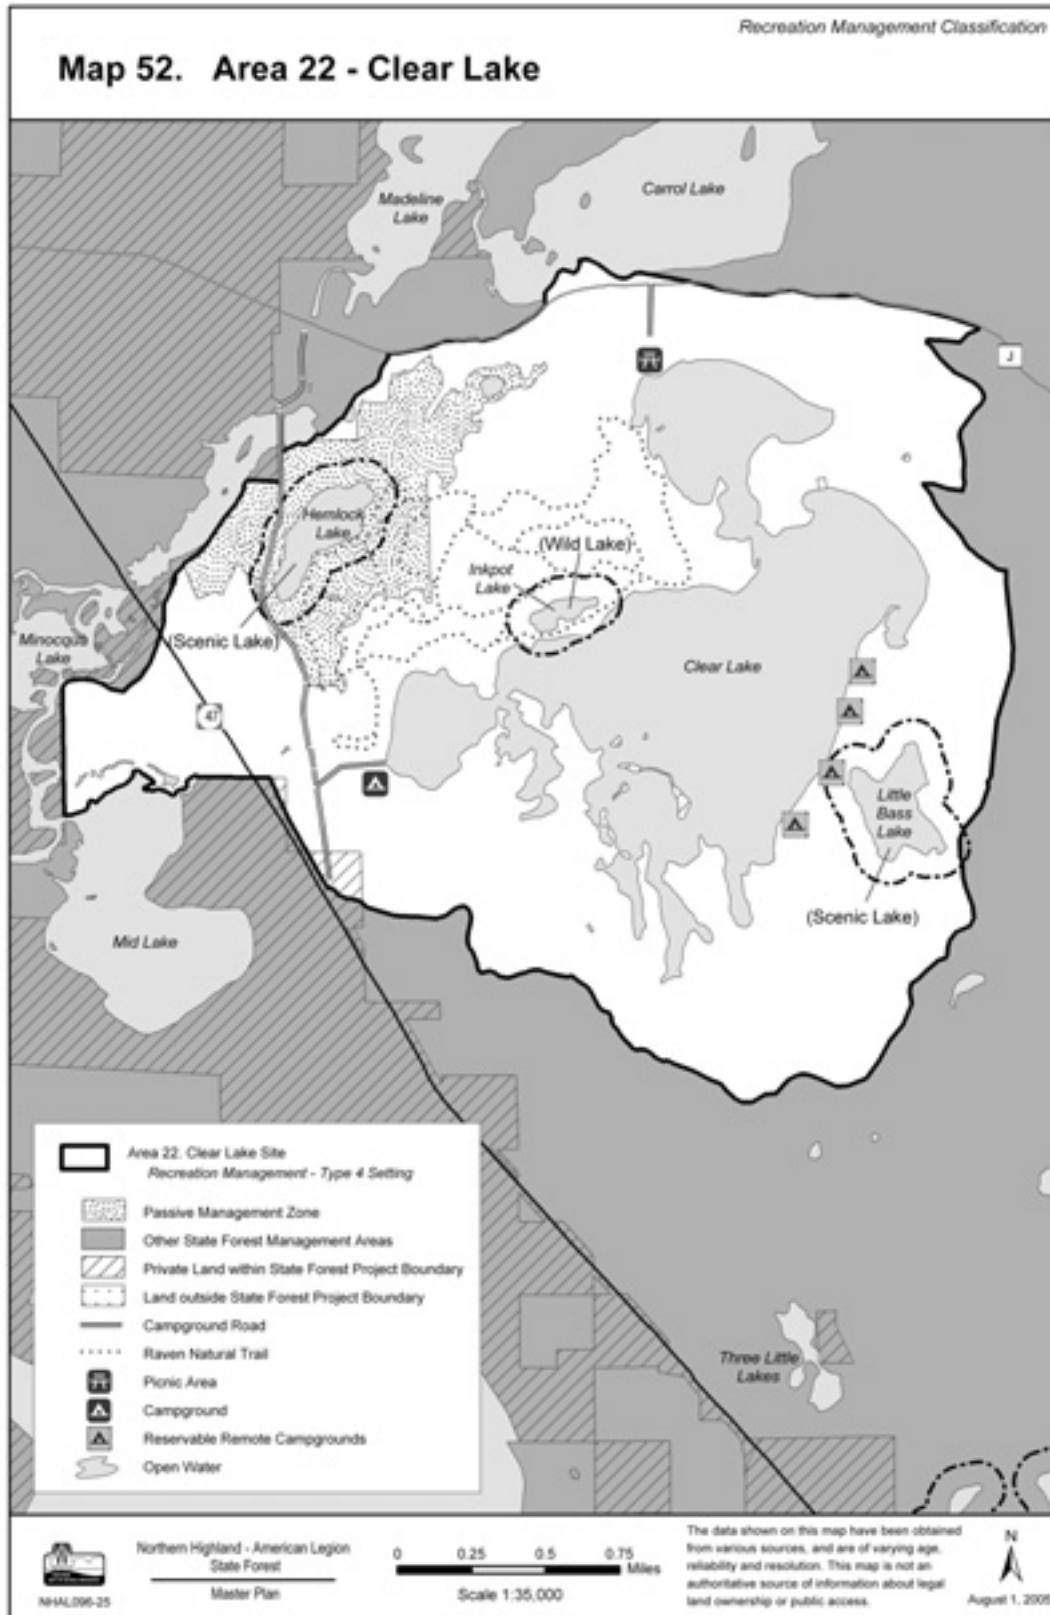 Recreation Management Classification
Map 52. Area 22 - Clear Lake
Madeline
Lake
Carrol Lake
J
Hemlock
Lake
(Wild Lake)
Inkpot
Lake
Minocqua
Lake
(Scenic Lake)
Clear Lake
47
Little
Bass
Lake
(Scenic Lake)
Mid Lake
Area 22. Clear Lake Site
Recreation Management - Type 4 Setting
Passive Management Zone
Other State Forest Management Areas
Private Land within State Forest Project Boundary
Land outside State Forest Project Boundary
Campground Road
Raven Natural Trail
Picnic Area
Campground
Reservable Remote Campgrounds
Open Water
Three Little
Lakes
NHAL096-25
Northern Highland - American Legion
State Forest
Master Plan
0 0.25 0.5 0.75
Miles
Scale 1:35,000
The data shown on this map have been obtained
from various sources, and are of varying age,
reliability and resolution. This map is not an
authoritative source of information about legal
land ownership or public access.
N
August 1, 2005